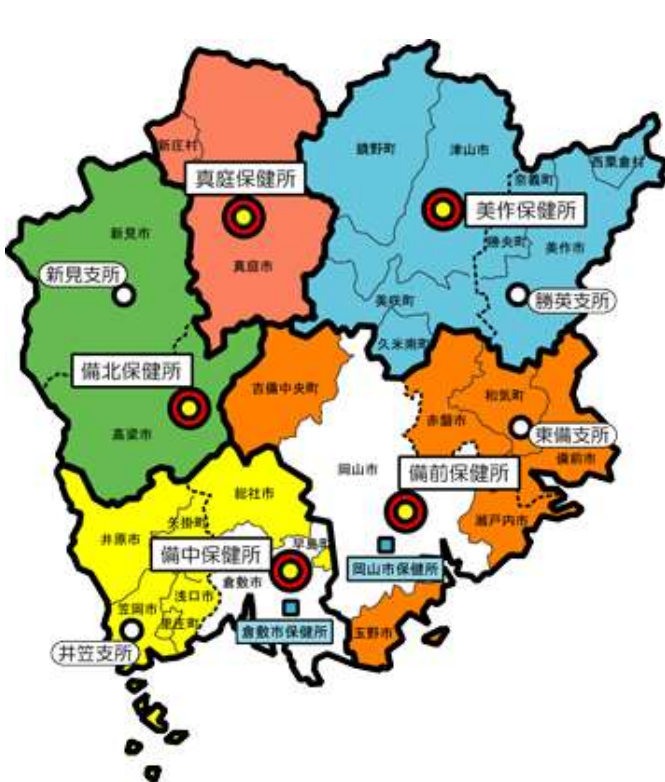 新庄村
鏡野町
津山市
西粟倉村
奈義町
真庭保健所
美作保健所
新見市
勝央町
美作市
真庭市
新見支所
美咲町
勝英支所
久米南町
備北保健所
吉備中央町
和気町
赤磐市
高梁市
東備支所
備前市
岡山市
備前保健所
総社市
瀬戸内市
矢掛町
井原市
早島町
備中保健所
岡山市保健所
倉敷市
浅口市
笠岡市
里庄町
倉敷市保健所
玉野市
井笠支所